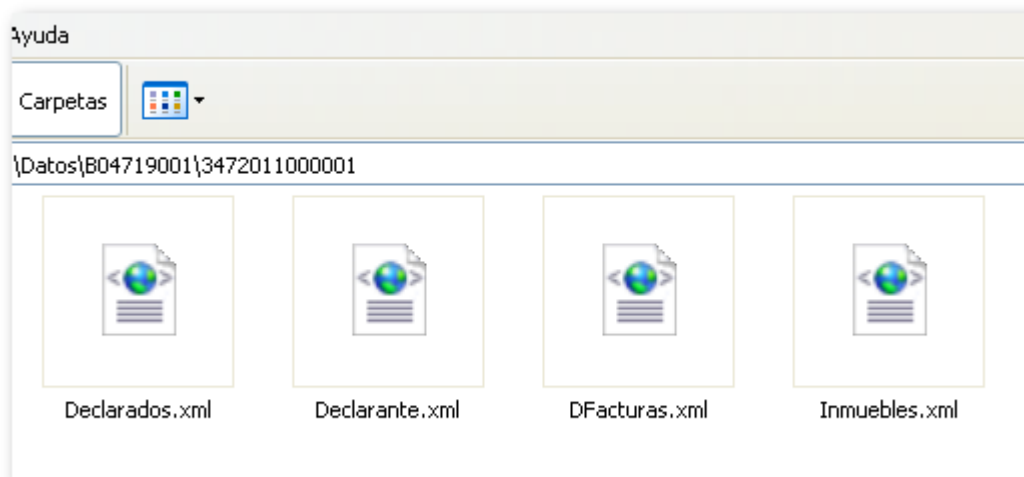 Ayuda
Carpetas
\Datos\B04719001\3472011000001
Declarados.xml
Declarante.xml
DFacturas.xml
Inmuebles.xml